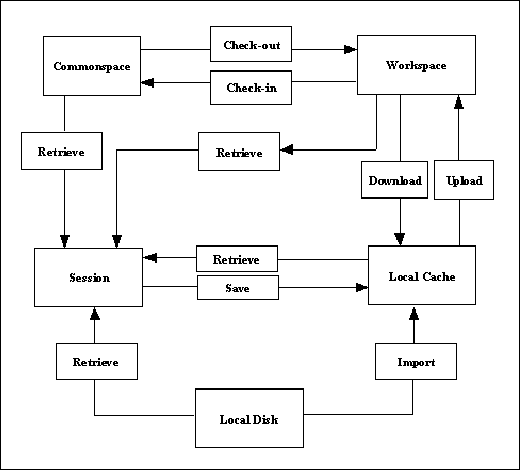 Check-out
Commonspace
Workspace
Check-in
Retrieve
Retrieve
Download
Upload
Retrieve
Session
Local Cache
Save
Retrieve
Import
Local Disk